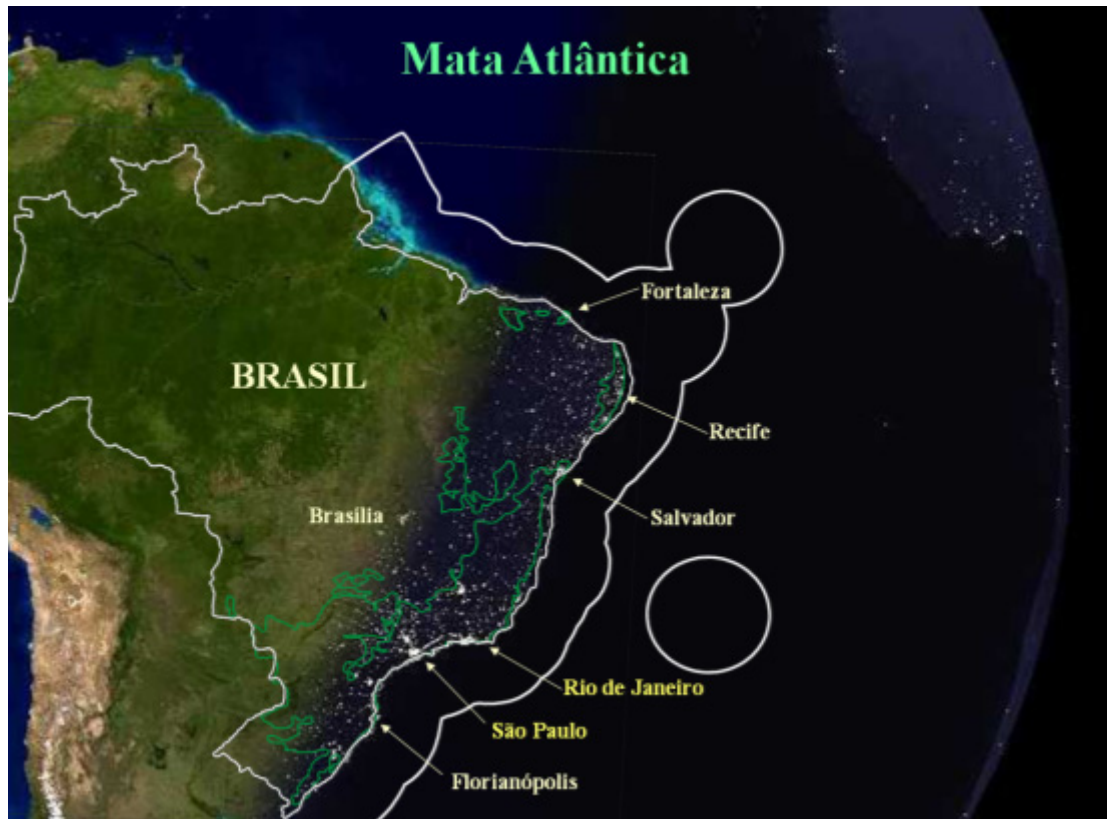 Mata Atlântica
Fortaleza
BRASIL
Recife
Brasília
Salvador
Rio de Janeiro
São Paulo
Florianópolis